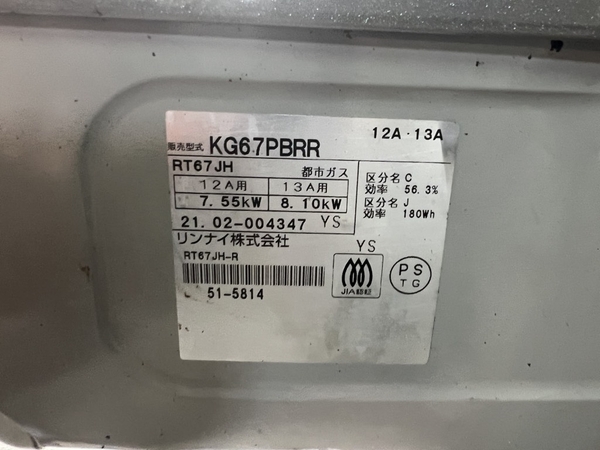 12A・13A
販売型式 KG67PBRR
RT67JH 都市ガス
12A用 13A用
7.55kW 8.10kW
区分名 C
効率 56.3%
区分名 J
効率 180Wh
21.02-004347 YS
リンナイ株式会社
YS
RT67JH-R
51-5814
JIA認証
PS
TG